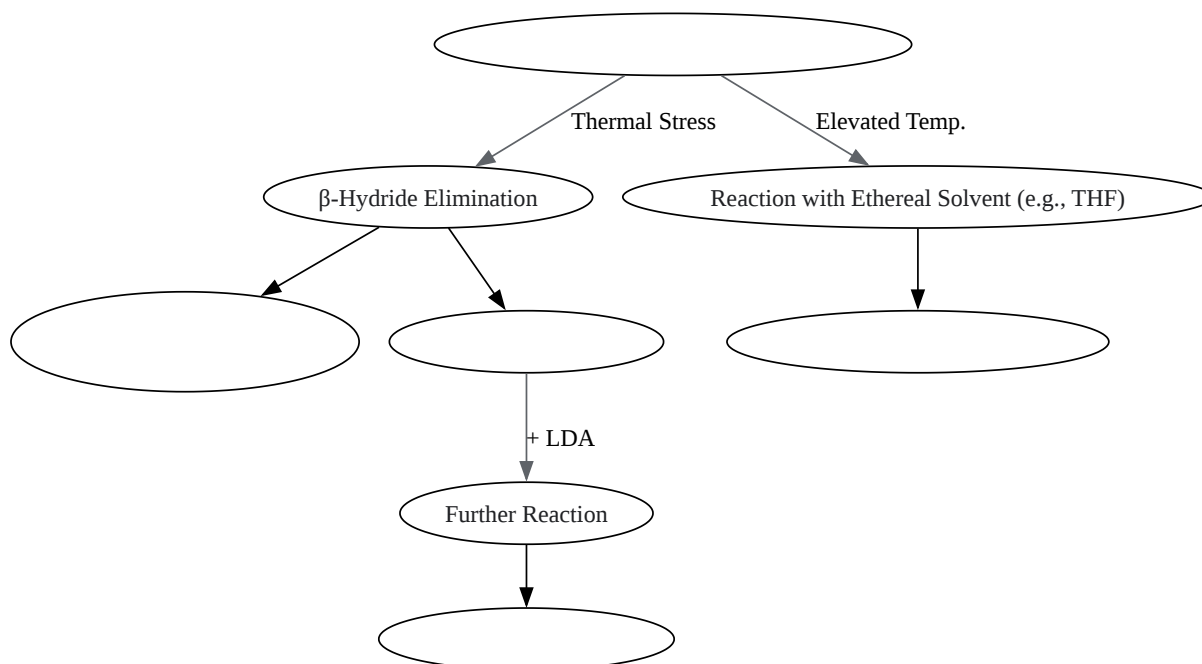 Thermal Stress
Elevated Temp.
β-Hydride Elimination
Reaction with Ethereal Solvent (e.g., THF)
+ LDA
Further Reaction